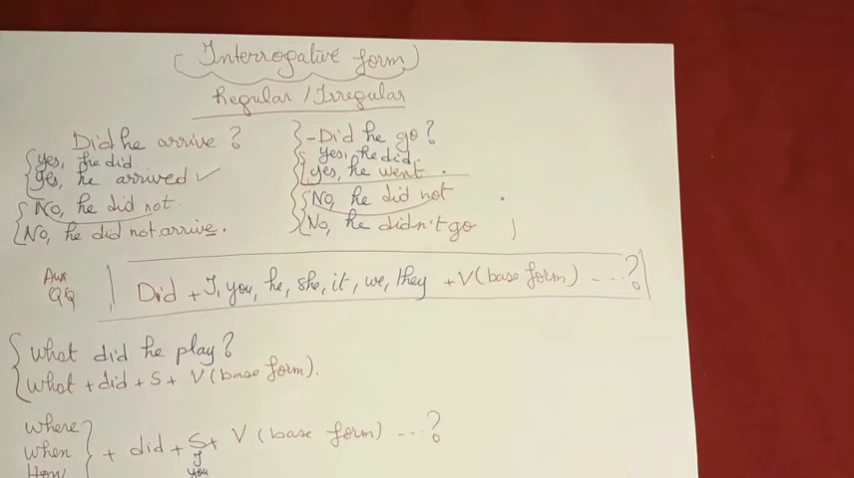 Interrogative form
Regular / Irregular
Did he arrive?
yes, he did.
yes, he arrived ✓
No, he did not.
No, he did not arrive.
- Did he go?
yes, he did.
yes, he went.
No, he did not
No, he didn't go
Aux
QQ
Did + I, you, he, she, it, we, they + V (base form) ...?
what did he play?
what + did + S + V (base form).
where
when
How
+ did + S + V (base form) ...?
I
you